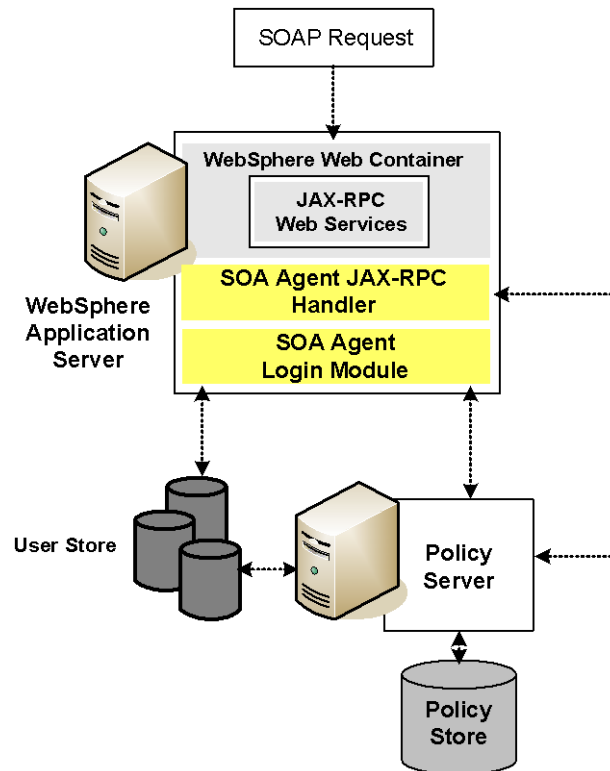 SOAP Request
WebSphere Web Container
JAX-RPC
Web Services
SOA Agent JAX-RPC
Handler
WebSphere
Application
Server
SOA Agent
Login Module
User Store
Policy
Server
Policy
Store